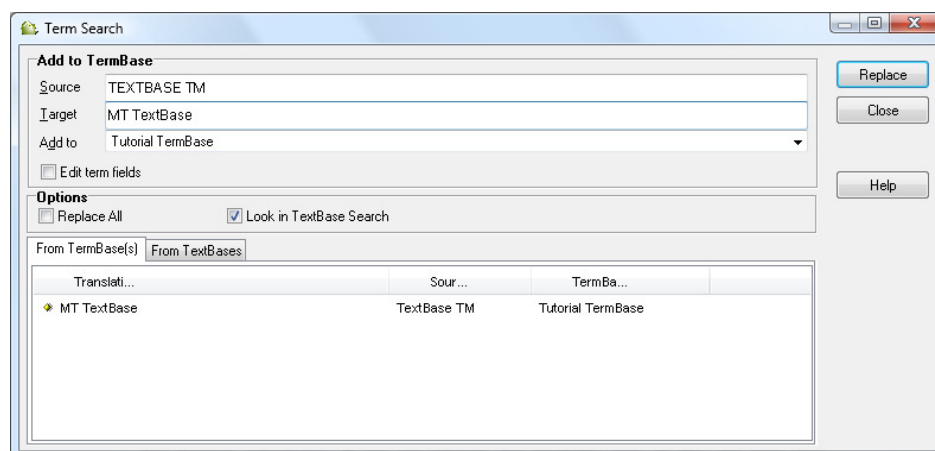 Term Search
Add to TermBase
Source TEXTBASE TM
Target MT TextBase
Add to Tutorial TermBase
Edit term fields
Replace
Close
Help
Options
Replace All Look in TextBase Search
From TermBase(s) From TextBases
Translati... Sour... TermBa...
MT TextBase TextBase TM Tutorial TermBase